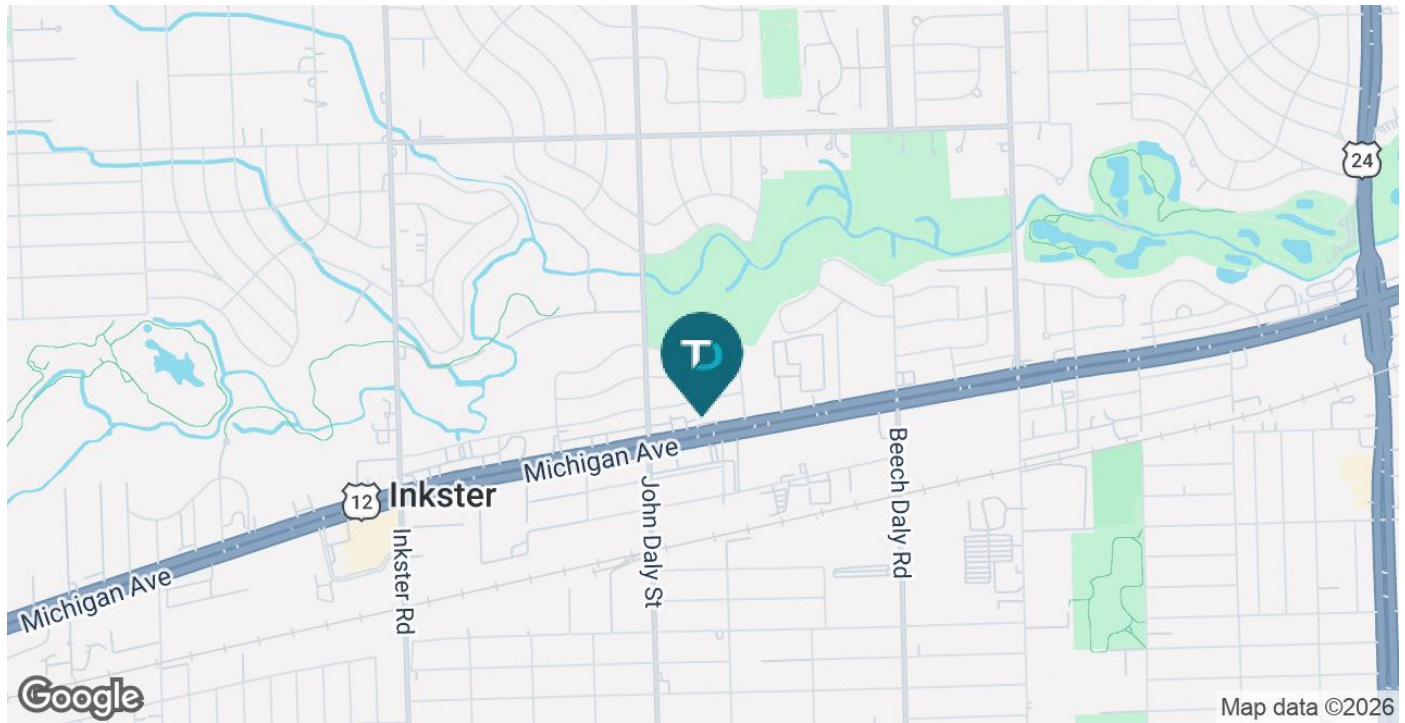 24
TD
Michigan Ave
12
Inkster
Beech Daly Rd
John Daly St
Inkster Rd
Michigan Ave
Google
Map data ©2026